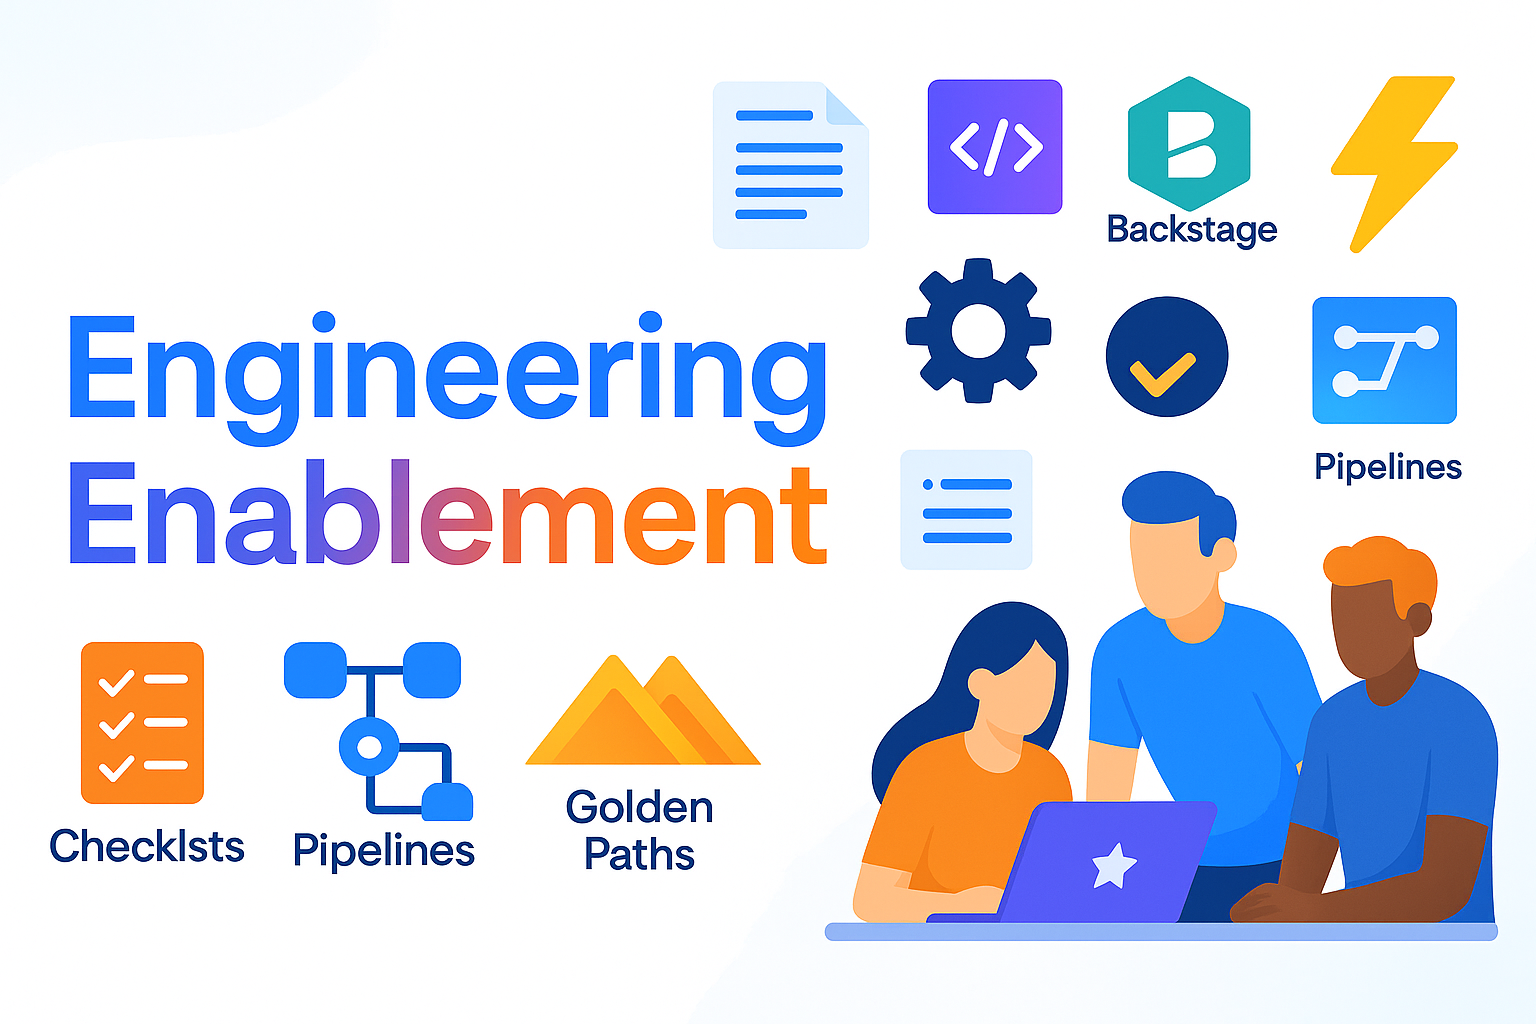 Backstage
Engineering
Enablement
Pipelines
Checklsts
Pipelines
Golden
Paths